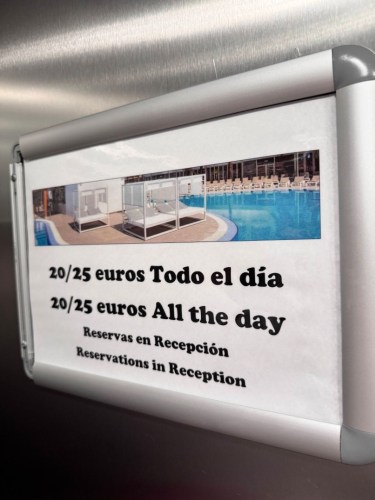 20/25 euros Todo el día
20/25 euros All the day
Reservas en Recepción
Reservations in Reception